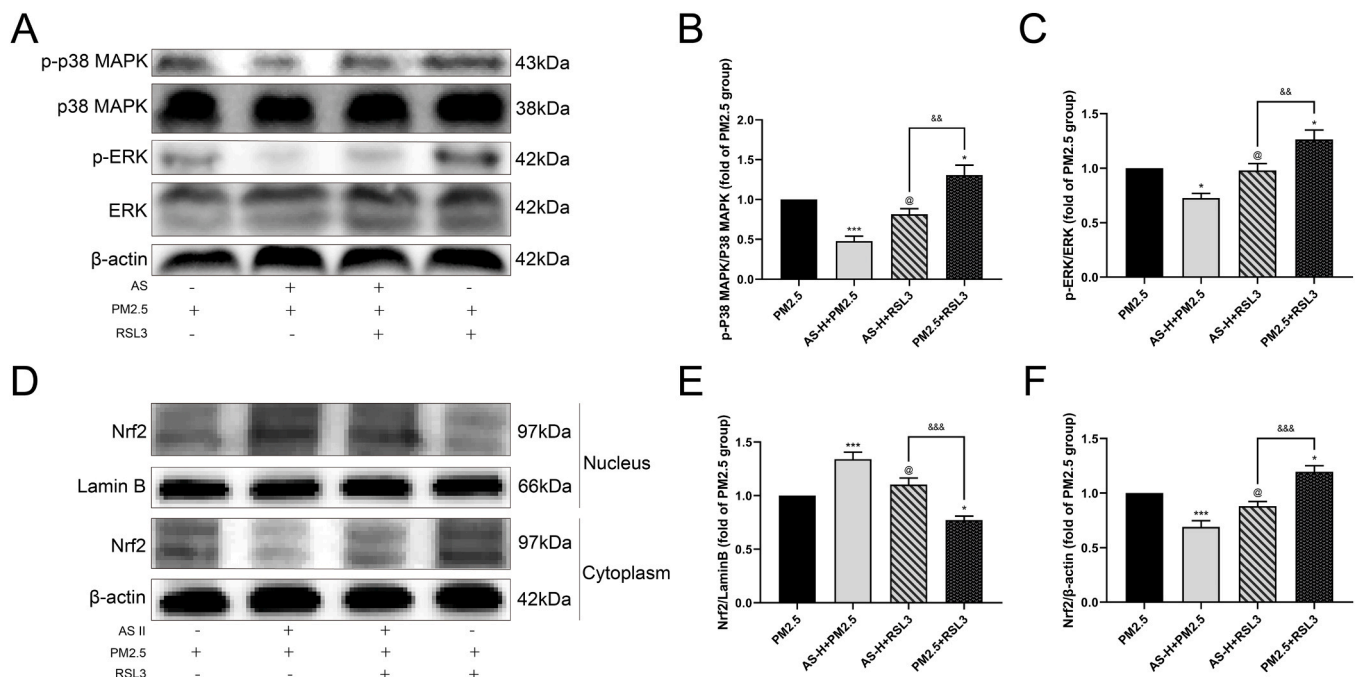 A
p-p38 MAPK 43kDa
p38 MAPK 38kDa
p-ERK 42kDa
ERK 42kDa
β-actin 42kDa
AS - + + -
PM2.5 + + + +
RSL3 - - + +
B
p-P38 MAPK/P38 MAPK (fold of PM2.5 group)
2.0
1.5
1.0
0.5
0.0
&&
***
@
*
PM2.5
AS-H+PM2.5
AS-H+RSL3
PM2.5+RSL3
C
p-ERK/ERK (fold of PM2.5 group)
1.5
1.0
0.5
0.0
&&
*
@
*
PM2.5
AS-H+PM2.5
AS-H+RSL3
PM2.5+RSL3
D
Nrf2 97kDa
Lamin B 66kDa
Nucleus
Nrf2 97kDa
β-actin 42kDa
Cytoplasm
AS II - + + -
PM2.5 + + + +
RSL3 - - + +
E
Nrf2/LaminB (fold of PM2.5 group)
1.5
1.0
0.5
0.0
&&&
***
@
*
PM2.5
AS-H+PM2.5
AS-H+RSL3
PM2.5+RSL3
F
Nrf2/β-actin (fold of PM2.5 group)
1.5
1.0
0.5
0.0
&&&
***
@
*
PM2.5
AS-H+PM2.5
AS-H+RSL3
PM2.5+RSL3